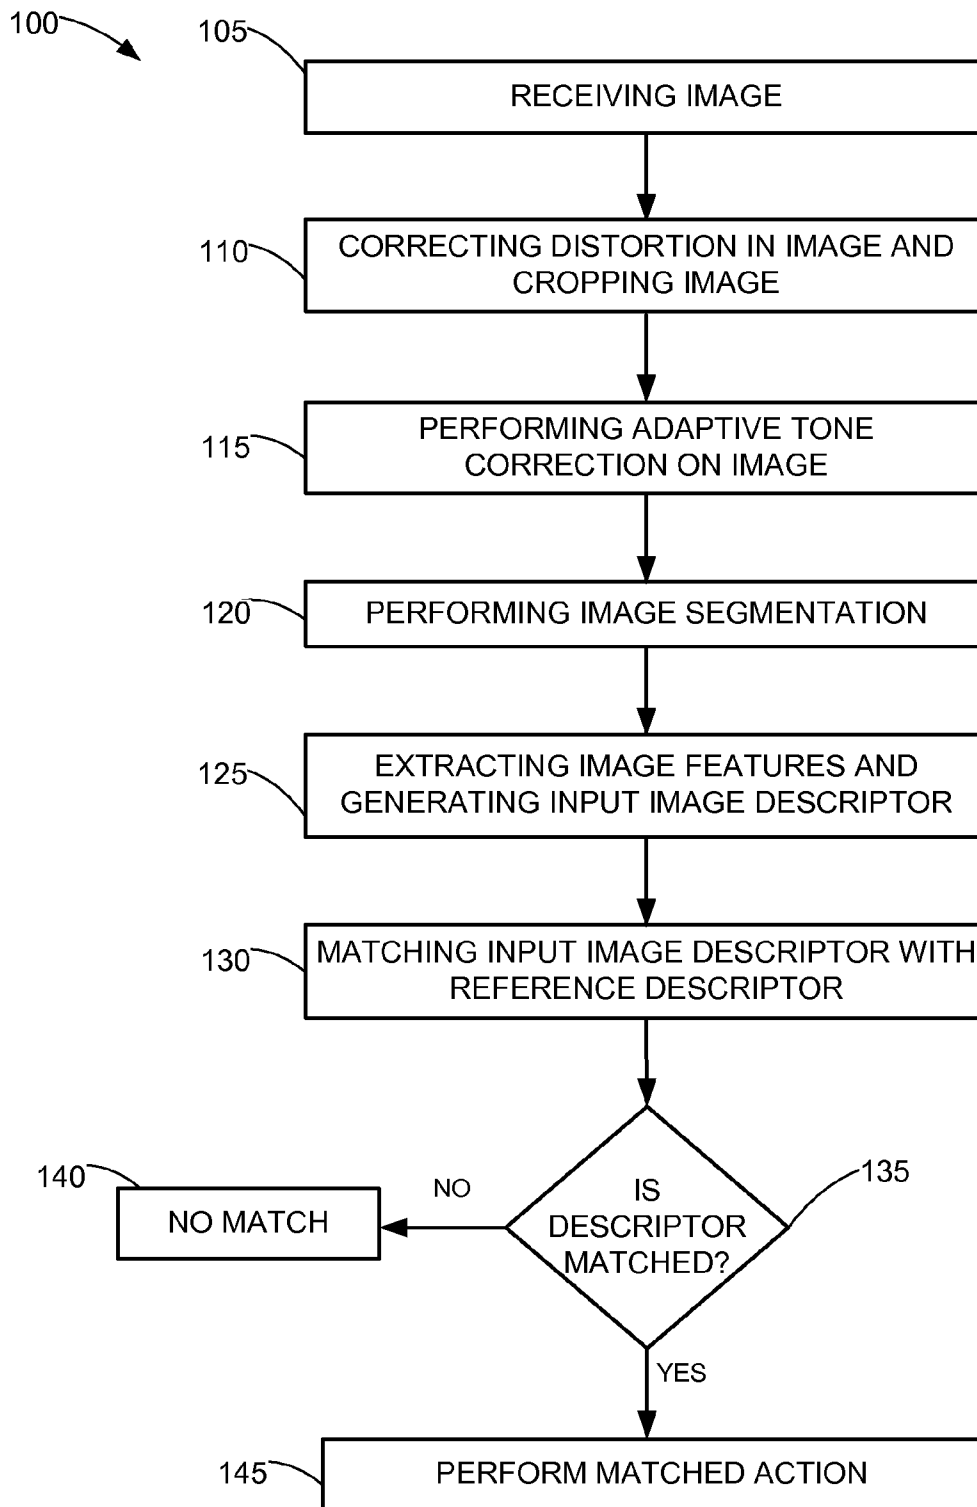 100
105
RECEIVING IMAGE
110
CORRECTING DISTORTION IN IMAGE AND
CROPPING IMAGE
115
PERFORMING ADAPTIVE TONE
CORRECTION ON IMAGE
120
PERFORMING IMAGE SEGMENTATION
125
EXTRACTING IMAGE FEATURES AND
GENERATING INPUT IMAGE DESCRIPTOR
130
MATCHING INPUT IMAGE DESCRIPTOR WITH
REFERENCE DESCRIPTOR
135
IS
DESCRIPTOR
MATCHED?
NO
140
NO MATCH
YES
145
PERFORM MATCHED ACTION